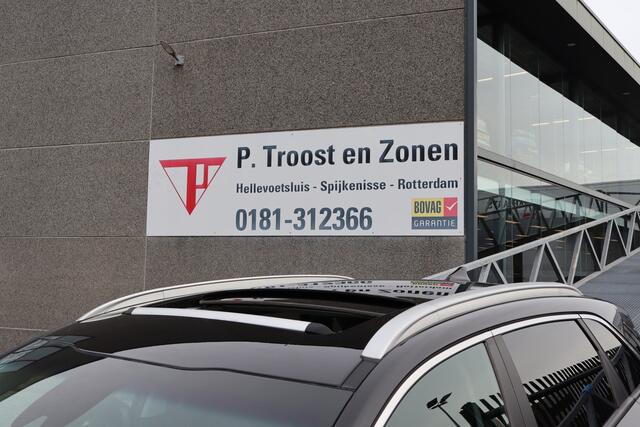 P. Troost en Zonen
Hellevoetsluis - Spijkenisse - Rotterdam
0181-312366
BOVAG
GARANTIE